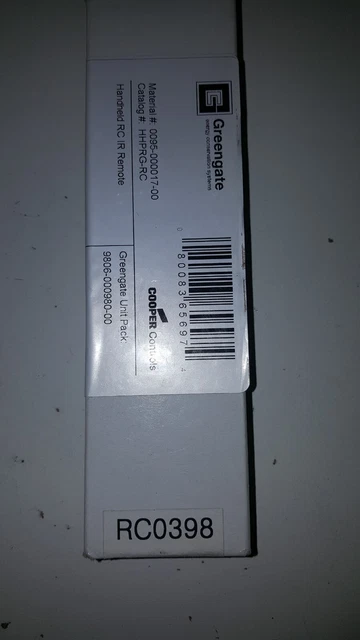 Greengate
energy conservation systems
Material #: 0095-000017-00
Catalog #: HHPRG-RC
Handheld RC IR Remote
0 80083 65697 4
COOPER Controls
Greengate Unit Pack
9806-000980-00
RC0398